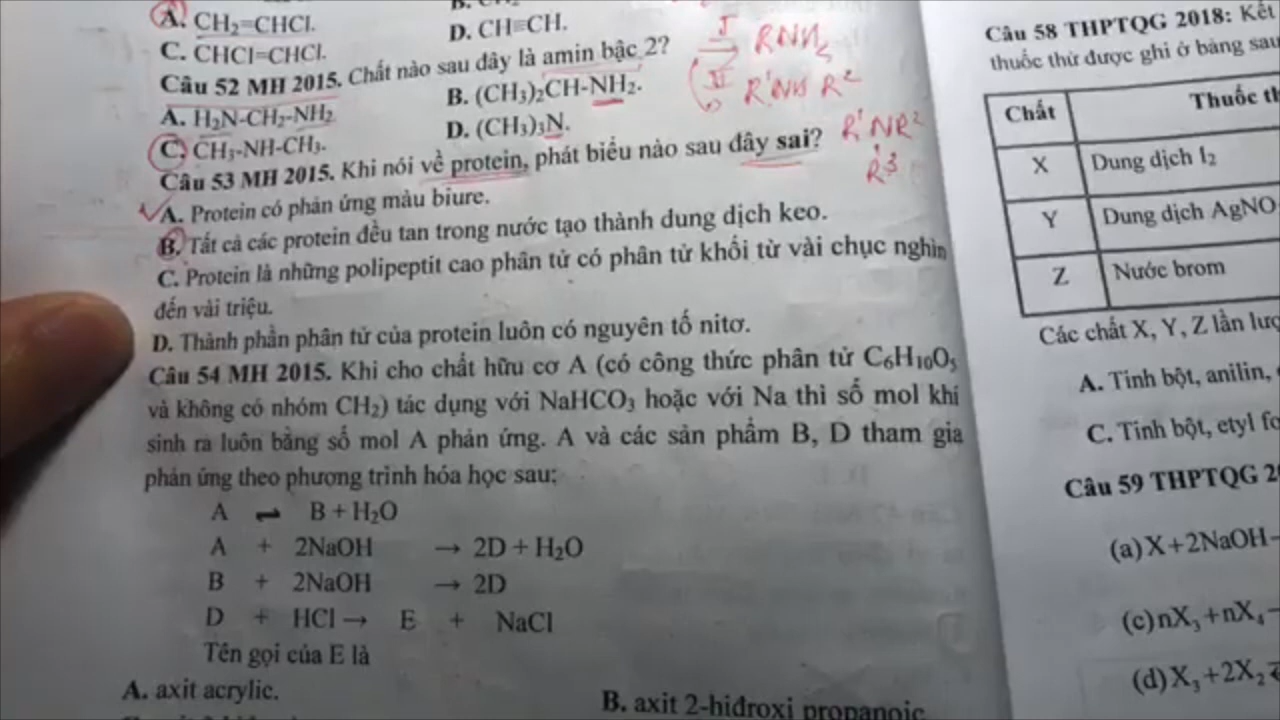 A. CH₂=CHCl.
D. CH≡CH.
C. CHCl=CHCl.
Câu 52 MH 2015. Chất nào sau đây là amin bậc 2?
A. H₂N-CH₂-NH₂
B. (CH₃)₂CH-NH₂.
C. CH₃-NH-CH₃.
D. (CH₃)₃N.
I RNH₂
II R¹NH R²
R¹NR²
R³
Câu 53 MH 2015. Khi nói về protein, phát biểu nào sau đây sai?
A. Protein có phản ứng màu biure.
B. Tất cả các protein đều tan trong nước tạo thành dung dịch keo.
C. Protein là những polipeptit cao phân tử có phân tử khối từ vài chục nghìn
đến vài triệu.
D. Thành phần phân tử của protein luôn có nguyên tố nitơ.
Câu 54 MH 2015. Khi cho chất hữu cơ A (có công thức phân tử C₆H₁₀O₅
và không có nhóm CH₂) tác dụng với NaHCO₃ hoặc với Na thì số mol khí
sinh ra luôn bằng số mol A phản ứng. A và các sản phẩm B, D tham gia
phản ứng theo phương trình hóa học sau:
A ⇌ B + H₂O
A + 2NaOH → 2D + H₂O
B + 2NaOH → 2D
D + HCl → E + NaCl
Tên gọi của E là
A. axit acrylic.
B. axit 2-hiđroxi propanoic
Câu 58 THPTQG 2018: Kết
thuốc thử được ghi ở bảng sau
Chất Thuốc th
X Dung dịch I₂
Y Dung dịch AgNO
Z Nước brom
Các chất X, Y, Z lần lượ
A. Tinh bột, anilin,
C. Tinh bột, etyl fo
Câu 59 THPTQG 2
(a) X + 2NaOH
(c) nX₃ + nX₄
(d) X₃ + 2X₂